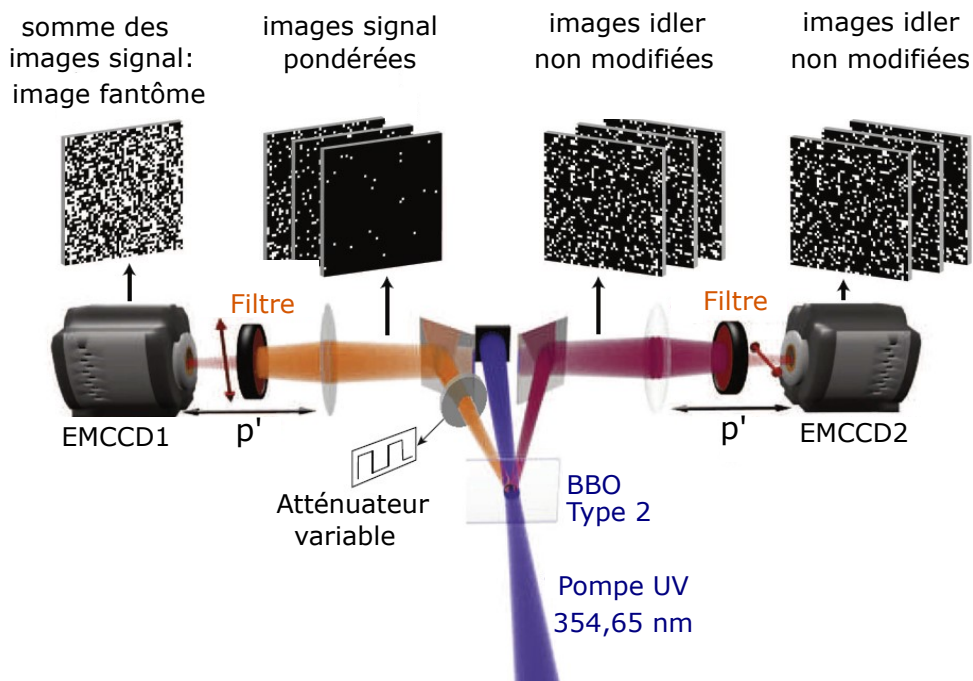 somme des
images signal:
image fantôme
images signal
pondérées
images idler
non modifiées
images idler
non modifiées
Filtre
Filtre
EMCCD1
p'
p'
EMCCD2
Atténuateur
variable
BBO
Type 2
Pompe UV
354,65 nm